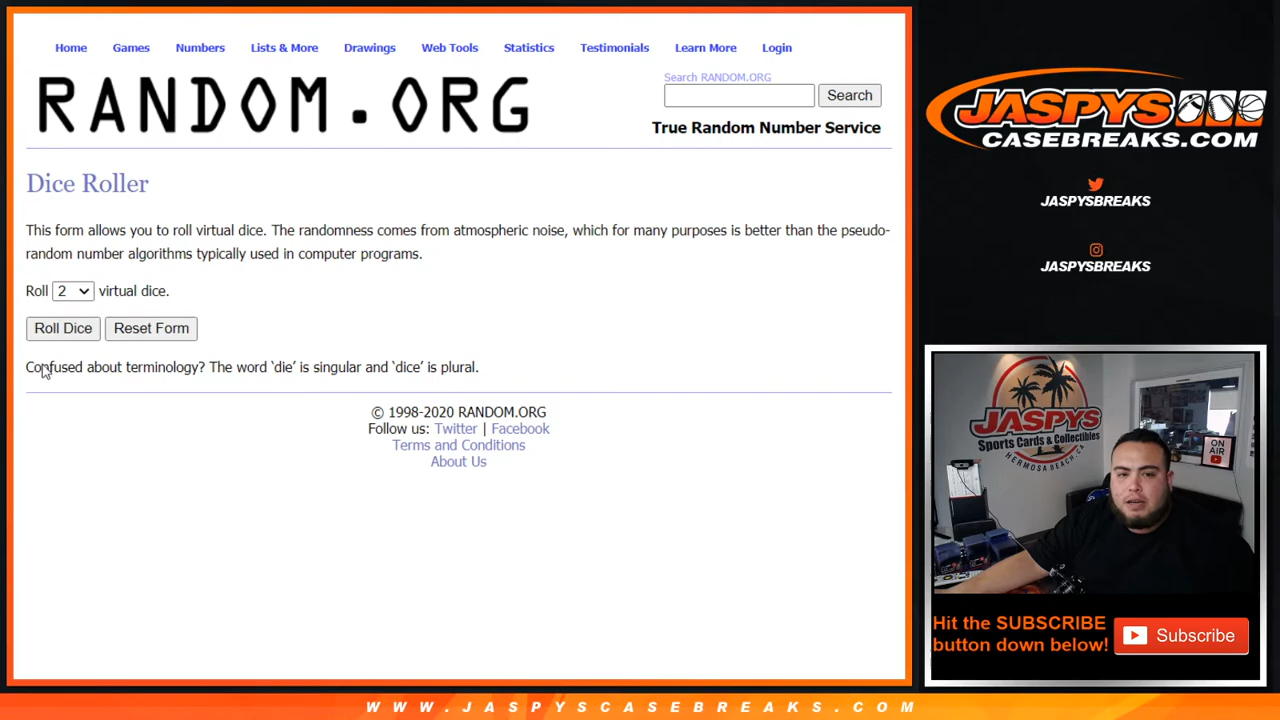 Home Games Numbers Lists & More Drawings Web Tools Statistics Testimonials Learn More Login
RANDOM.ORG
Search RANDOM.ORG
Search
True Random Number Service
Dice Roller
This form allows you to roll virtual dice. The randomness comes from atmospheric noise, which for many purposes is better than the pseudo-
random number algorithms typically used in computer programs.
Roll 2 virtual dice.
Roll Dice Reset Form
Confused about terminology? The word ‘die’ is singular and ‘dice’ is plural.
© 1998-2020 RANDOM.ORG
Follow us: Twitter | Facebook
Terms and Conditions
About Us
JASPYS
CASEBREAKS.COM
JASPYSBREAKS
JASPYSBREAKS
JASPYS
Sports Cards & Collectibles
HERMOSA BEACH, CA
ON
AIR
Hit the SUBSCRIBE
button down below!
Subscribe
WWW.JASPYSCASEBREAKS.COM